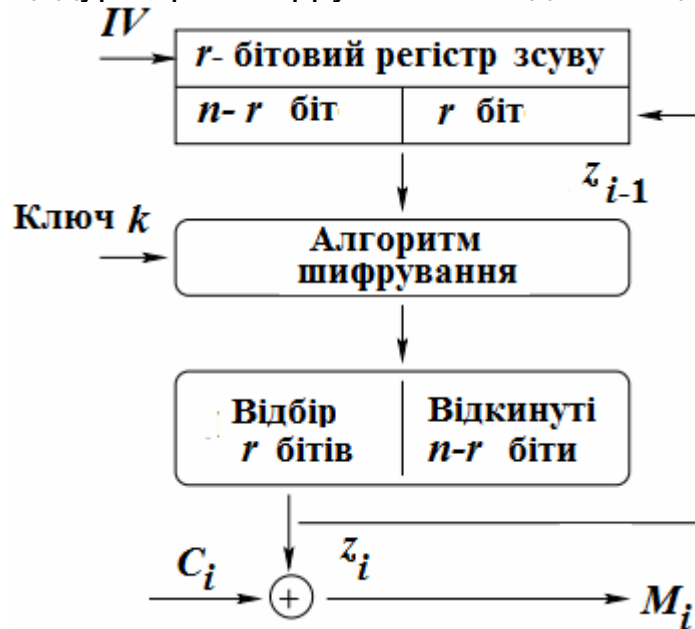 IV
r- бітовий регістр зсуву
n- r біт
r біт
z i-1
Ключ k
Алгоритм
шифрування
Відбір
r бітів
Відкинуті
n-r біти
C i
z i
+
M i